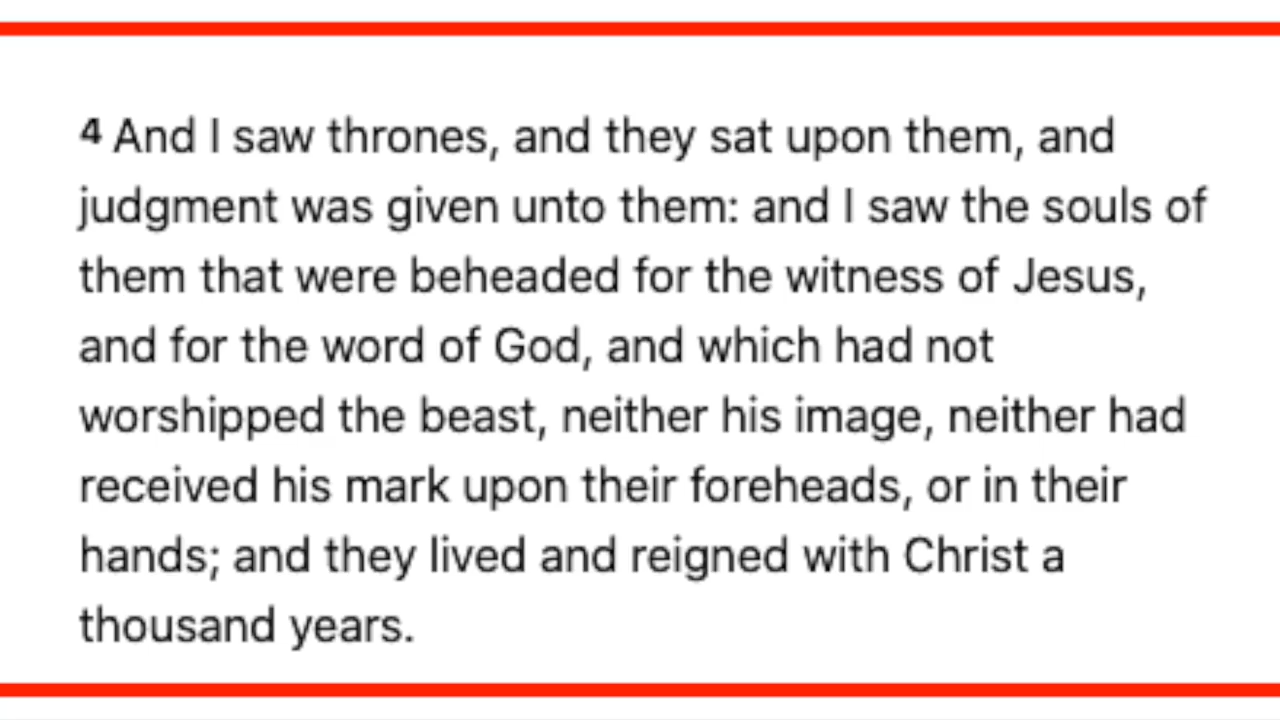 4 And I saw thrones, and they sat upon them, and
judgment was given unto them: and I saw the souls of
them that were beheaded for the witness of Jesus,
and for the word of God, and which had not
worshipped the beast, neither his image, neither had
received his mark upon their foreheads, or in their
hands; and they lived and reigned with Christ a
thousand years.